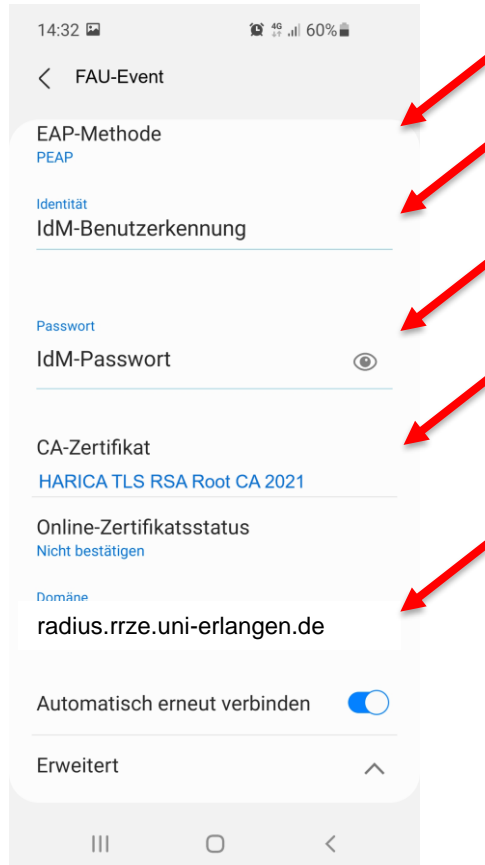 14:32 4G 60%
FAU-Event
EAP-Methode
PEAP
Identität
IdM-Benutzerkennung
Passwort
IdM-Passwort
CA-Zertifikat
HARICA TLS RSA Root CA 2021
Online-Zertifikatsstatus
Nicht bestätigen
Domäne
radius.rrze.uni-erlangen.de
Automatisch erneut verbinden
Erweitert